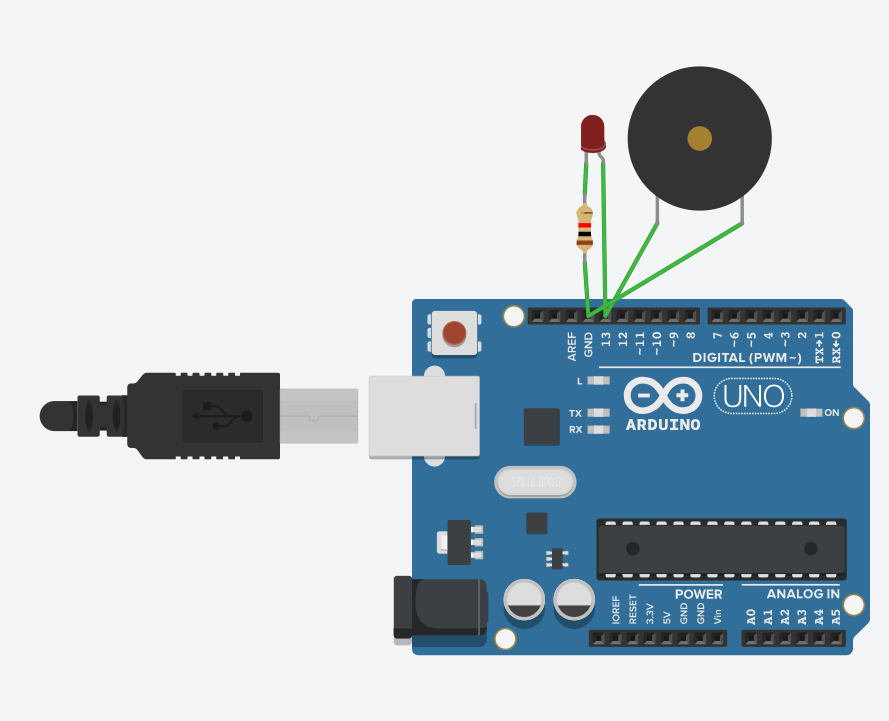 AREF
GND
13
12
~11
~10
~9
8
7
~6
~5
4
~3
2
TX→1
RX←0
DIGITAL (PWM~)
L
TX
RX
UNO
ON
ARDUINO
POWER
ANALOG IN
IOREF
RESET
3.3V
5V
GND
GND
Vin
A0
A1
A2
A3
A4
A5